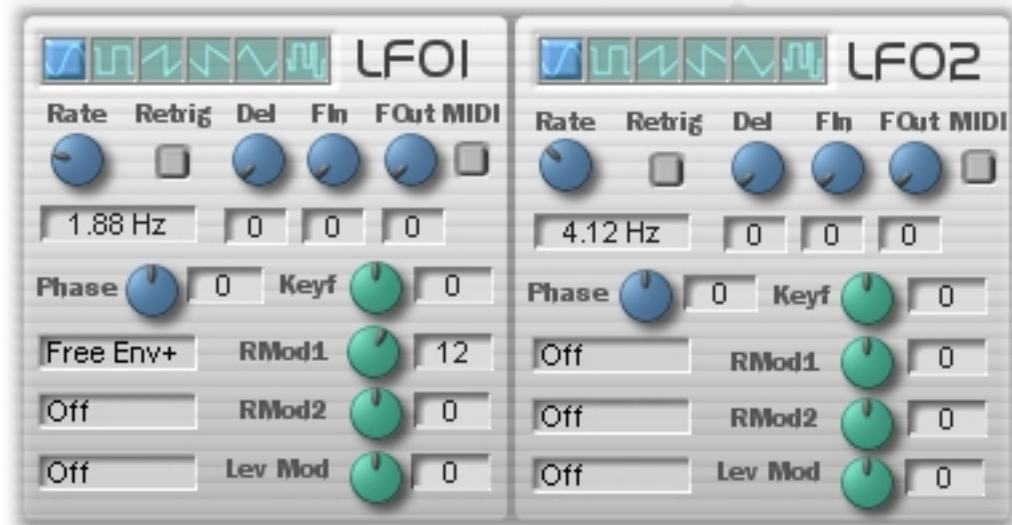 LFO1
Rate Retrig Del FIn FOut MIDI
1.88 Hz 0 0 0
Phase 0 Keyf 0
Free Env+ RMod1 12
Off RMod2 0
Off Lev Mod 0
LFO2
Rate Retrig Del FIn FOut MIDI
4.12 Hz 0 0 0
Phase 0 Keyf 0
Off RMod1 0
Off RMod2 0
Off Lev Mod 0